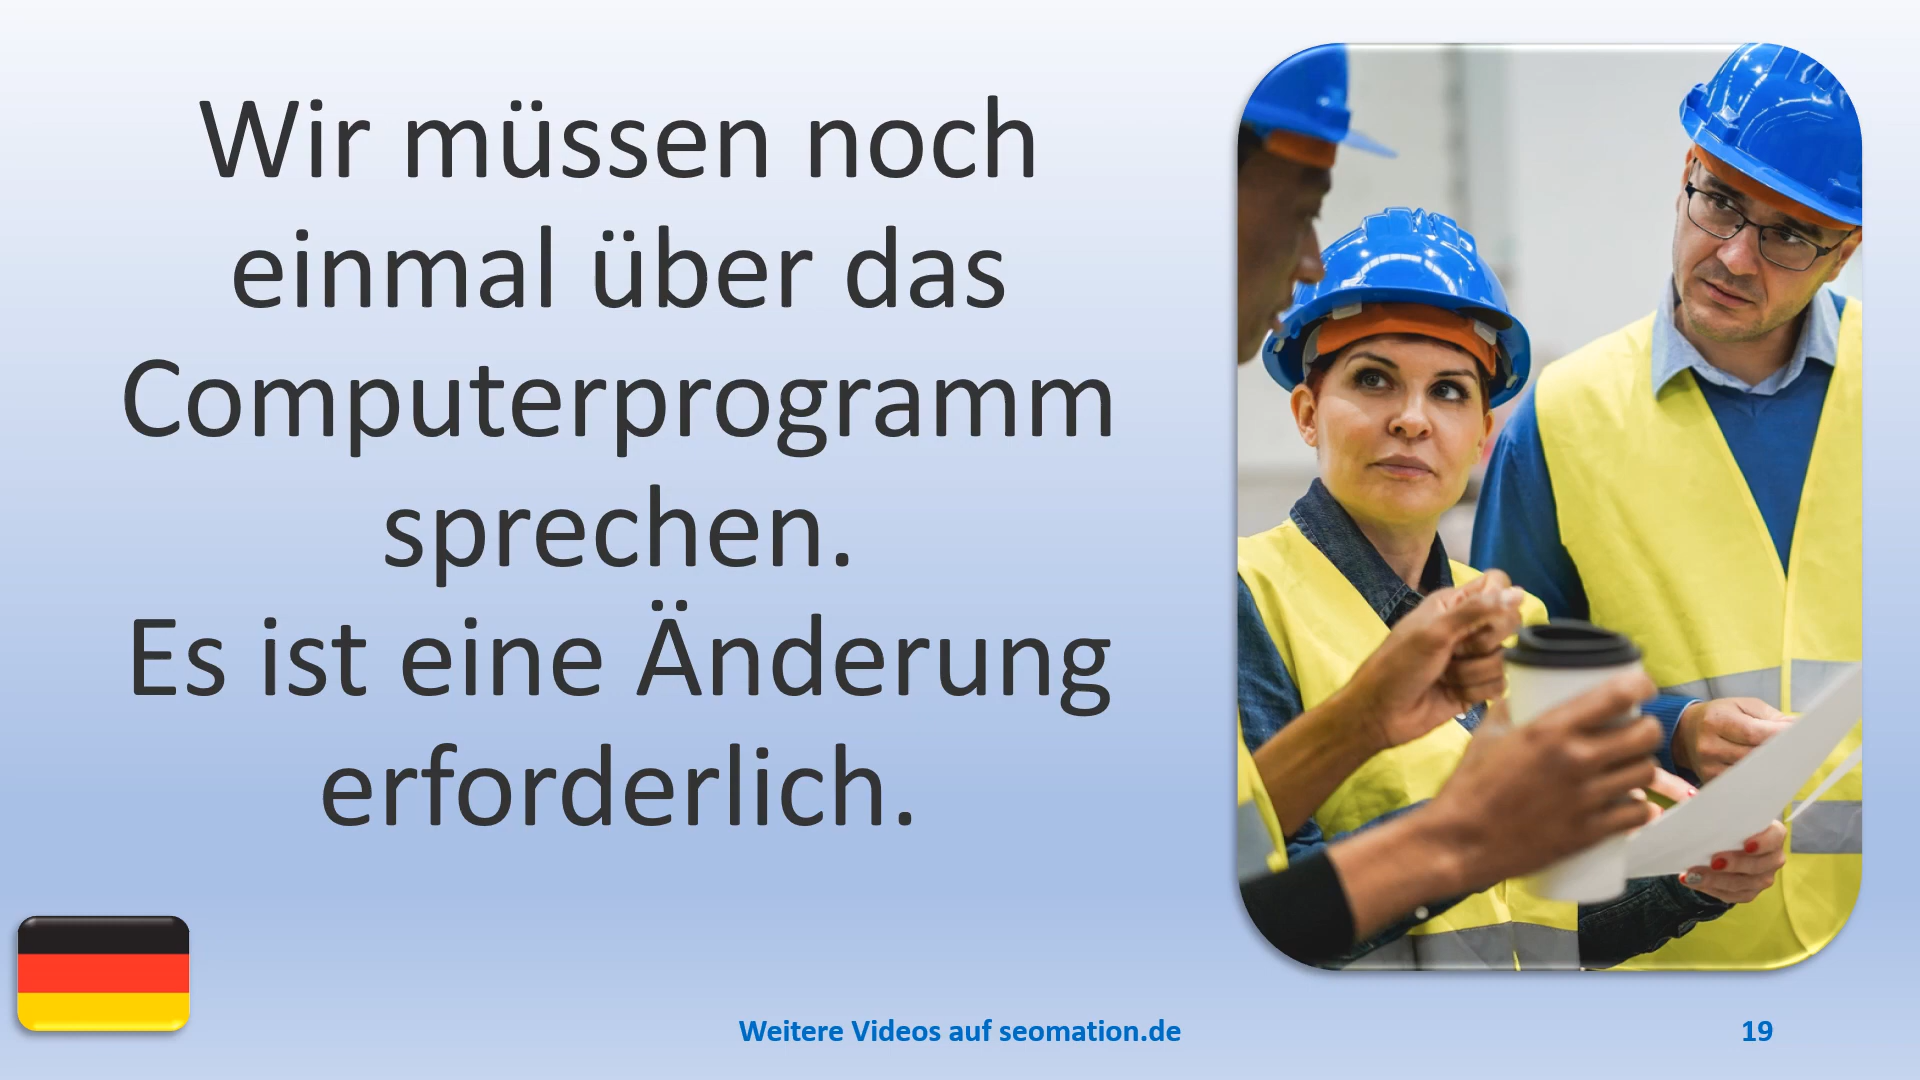 Wir müssen noch
einmal über das
Computerprogramm
sprechen.
Es ist eine Änderung
erforderlich.
Weitere Videos auf seomation.de
19